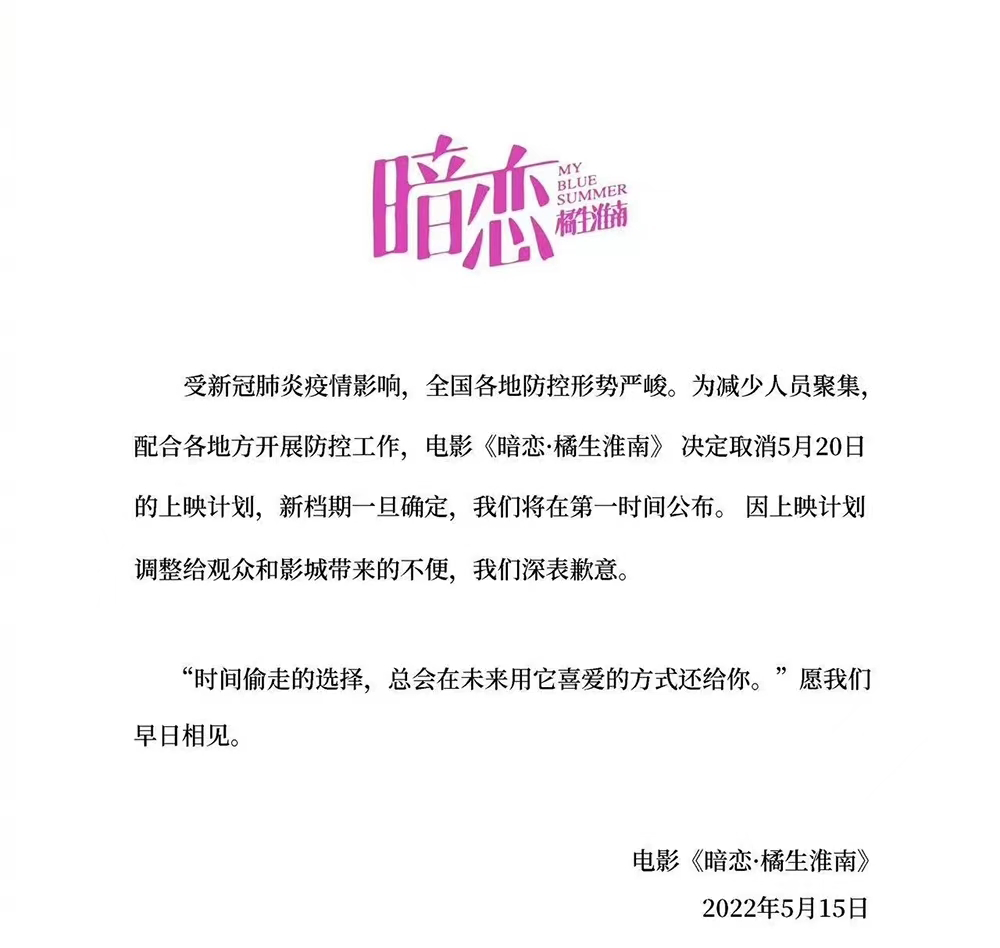 暗恋
MY
BLUE
SUMMER
橘生淮南
受新冠肺炎疫情影响，全国各地防控形势严峻。为减少人员聚集，
配合各地方开展防控工作，电影《暗恋·橘生淮南》 决定取消5月20日
的上映计划，新档期一旦确定，我们将在第一时间公布。 因上映计划
调整给观众和影城带来的不便，我们深表歉意。
“时间偷走的选择，总会在未来用它喜爱的方式还给你。”愿我们
早日相见。
电影《暗恋·橘生淮南》
2022年5月15日